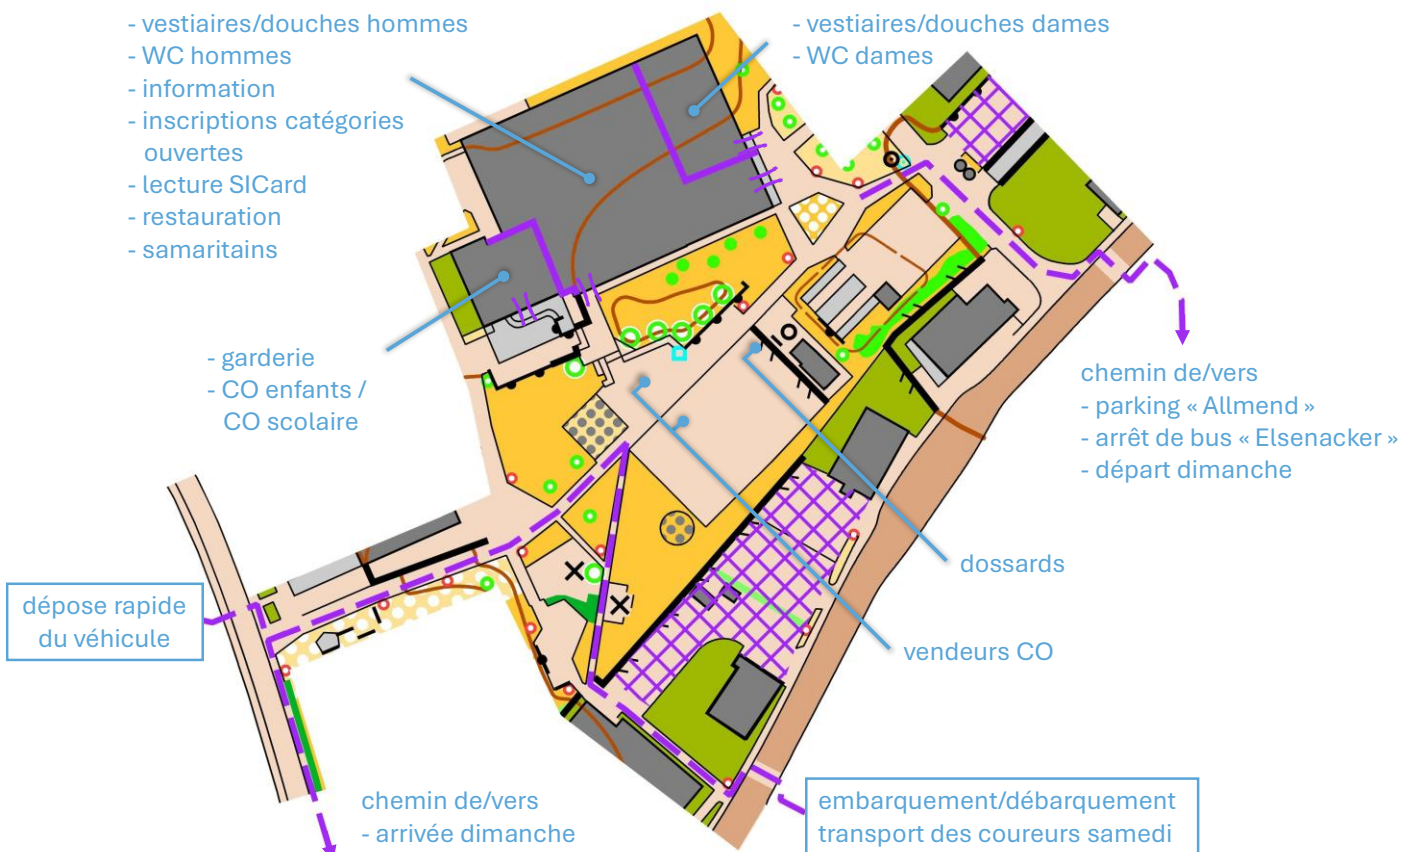 - vestiaires/douches hommes
- WC hommes
- information
- inscriptions catégories
ouvertes
- lecture SICard
- restauration
- samaritains
- vestiaires/douches dames
- WC dames
- garderie
- CO enfants /
CO scolaire
chemin de/vers
- parking « Allmend »
- arrêt de bus « Elsenacker »
- départ dimanche
dossards
vendeurs CO
dépose rapide
du véhicule
chemin de/vers
- arrivée dimanche
embarquement/débarquement
transport des coureurs samedi